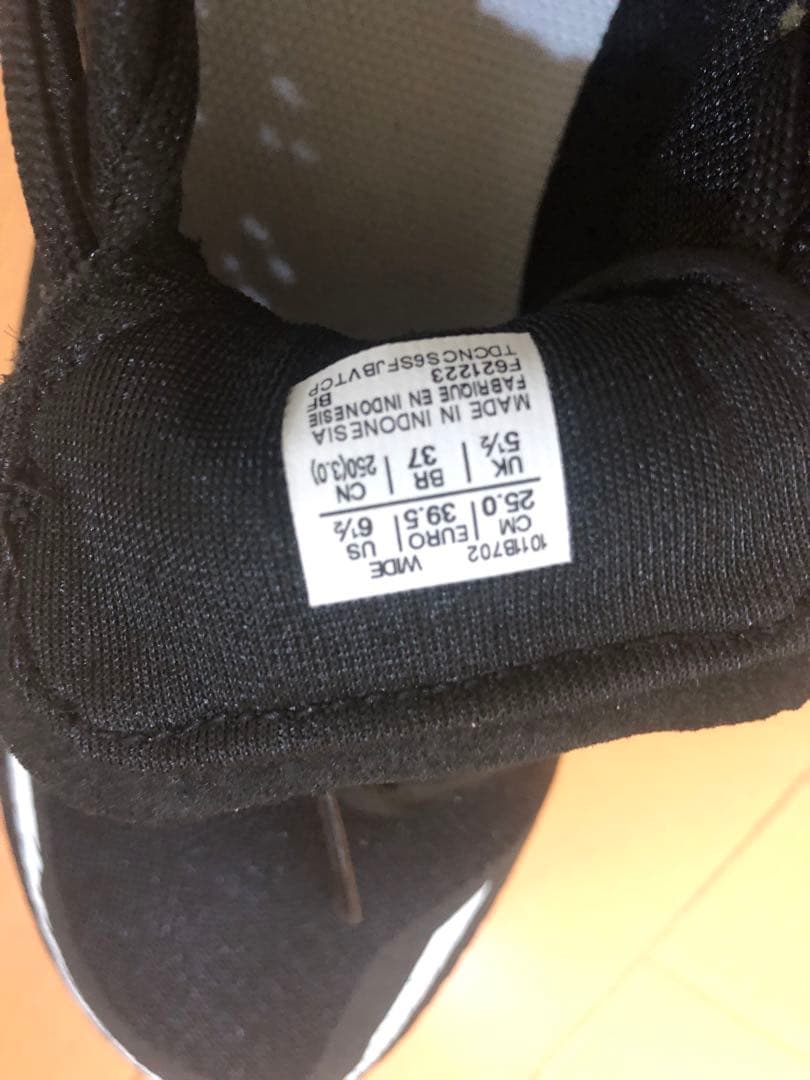 1011B702 WIDE
CM EURO US
25.0 39.5 6½
UK BR CN
5½ 37 250(3.0)
MADE IN INDONESIA
FABRIQUE EN INDONESIE
F621223 BF
TDCNCS6SFJBVTCP